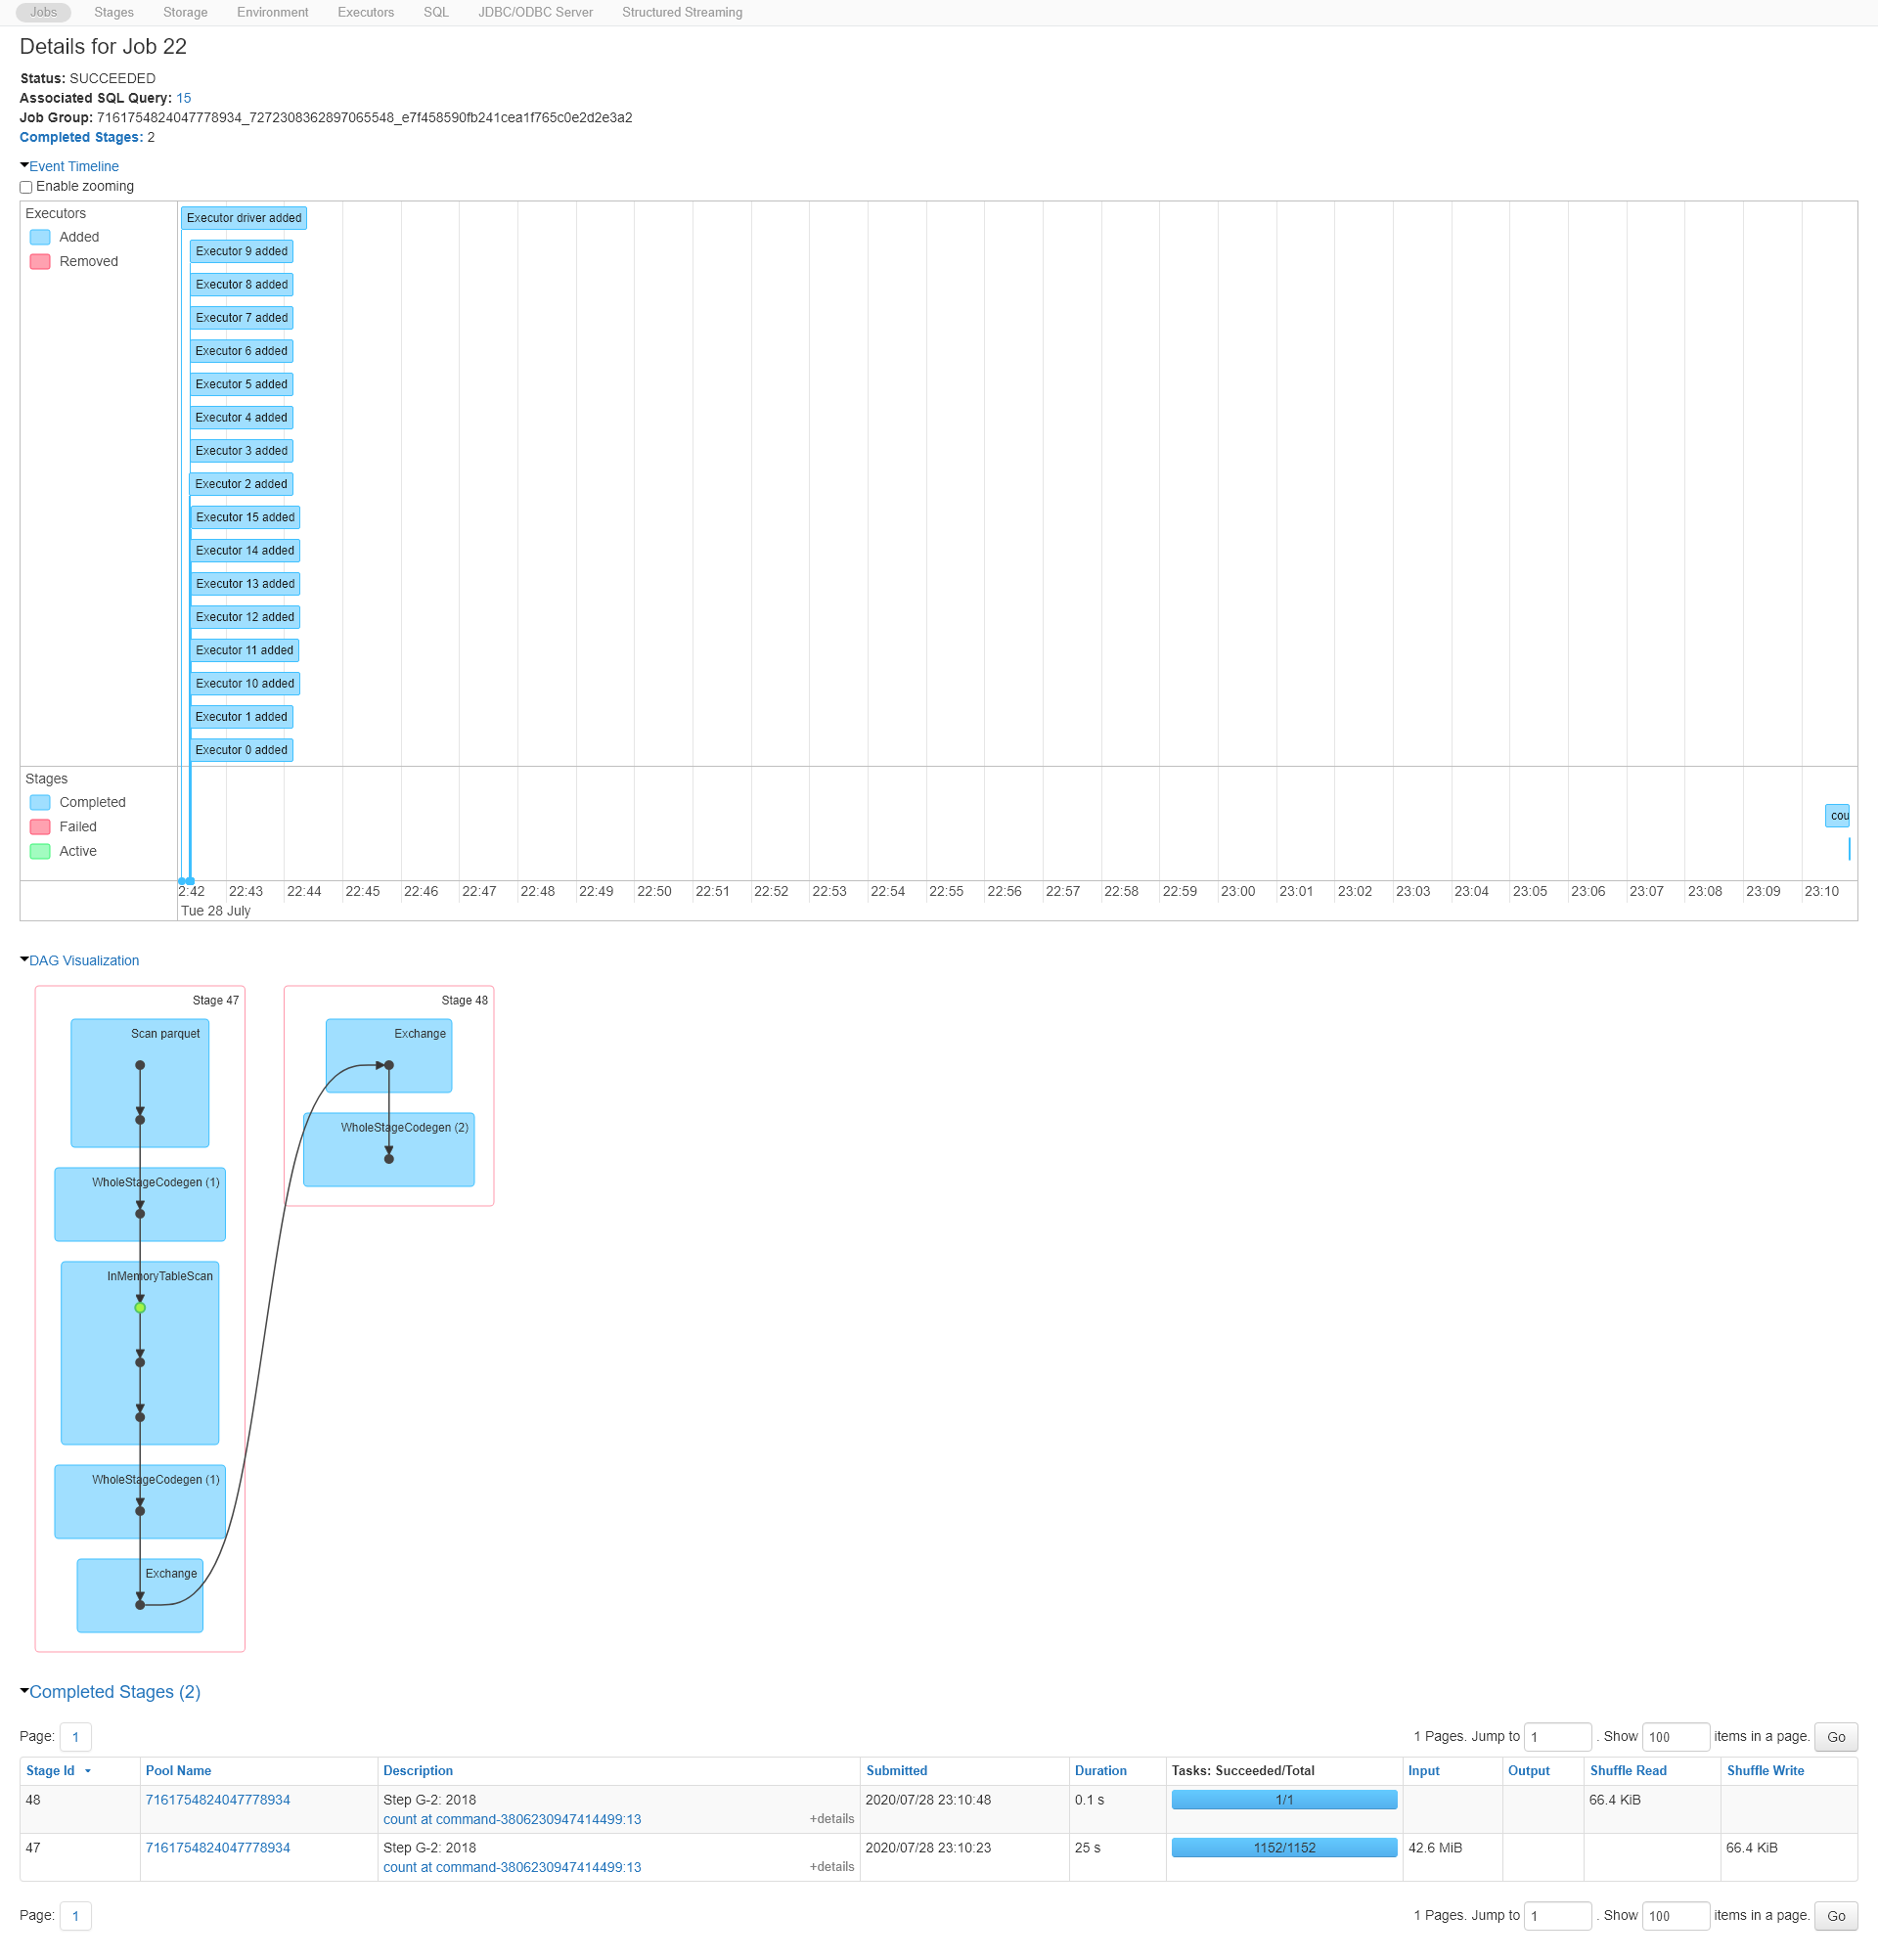 Jobs Stages Storage Environment Executors SQL JDBC/ODBC Server Structured Streaming
Details for Job 22
Status: SUCCEEDED
Associated SQL Query: 15
Job Group: 7161754824047778934_7272308362897065548_e7f458590fb241cea1f765c0e2d2e3a2
Completed Stages: 2
Event Timeline
Enable zooming
Executors
Added
Removed
Executor driver added
Executor 9 added
Executor 8 added
Executor 7 added
Executor 6 added
Executor 5 added
Executor 4 added
Executor 3 added
Executor 2 added
Executor 15 added
Executor 14 added
Executor 13 added
Executor 12 added
Executor 11 added
Executor 10 added
Executor 1 added
Executor 0 added
Stages
Completed
Failed
Active
cou
2:42 22:43 22:44 22:45 22:46 22:47 22:48 22:49 22:50 22:51 22:52 22:53 22:54 22:55 22:56 22:57 22:58 22:59 23:00 23:01 23:02 23:03 23:04 23:05 23:06 23:07 23:08 23:09 23:10
Tue 28 July
DAG Visualization
Stage 47
Scan parquet
WholeStageCodegen (1)
InMemoryTableScan
WholeStageCodegen (1)
Exchange
Stage 48
Exchange
WholeStageCodegen (2)
Completed Stages (2)
Page: 1 1 Pages. Jump to 1 . Show 100 items in a page. Go
Stage Id Pool Name Description Submitted Duration Tasks: Succeeded/Total Input Output Shuffle Read Shuffle Write
48 7161754824047778934 Step G-2: 2018 2020/07/28 23:10:48 0.1 s 1/1 66.4 KiB
count at command-3806230947414499:13 +details
47 7161754824047778934 Step G-2: 2018 2020/07/28 23:10:23 25 s 1152/1152 42.6 MiB 66.4 KiB
count at command-3806230947414499:13 +details
Page: 1 1 Pages. Jump to 1 . Show 100 items in a page. Go